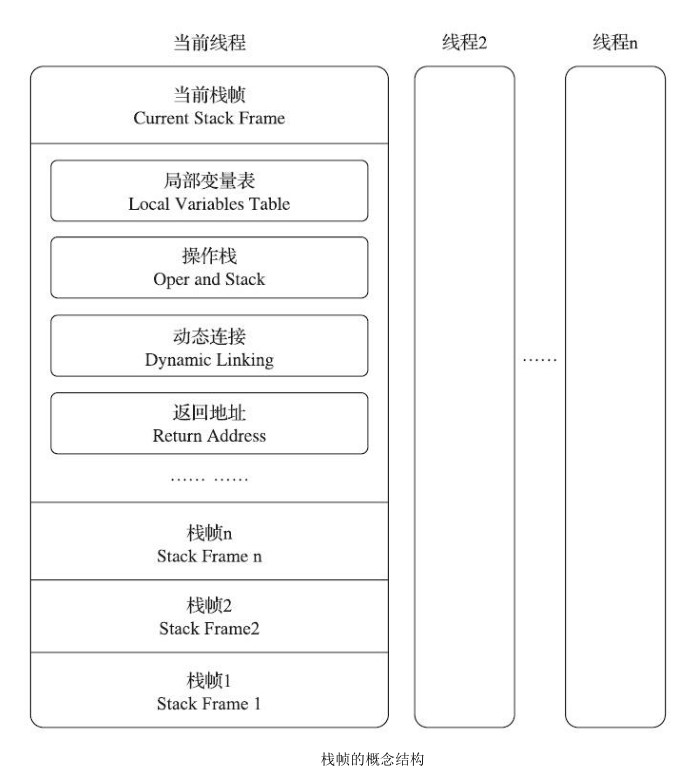 当前线程
线程2
线程n
当前栈帧
Current Stack Frame
局部变量表
Local Variables Table
操作栈
Oper and Stack
动态连接
Dynamic Linking
返回地址
Return Address
…… ……
……
栈帧n
Stack Frame n
栈帧2
Stack Frame2
栈帧1
Stack Frame 1
栈帧的概念结构